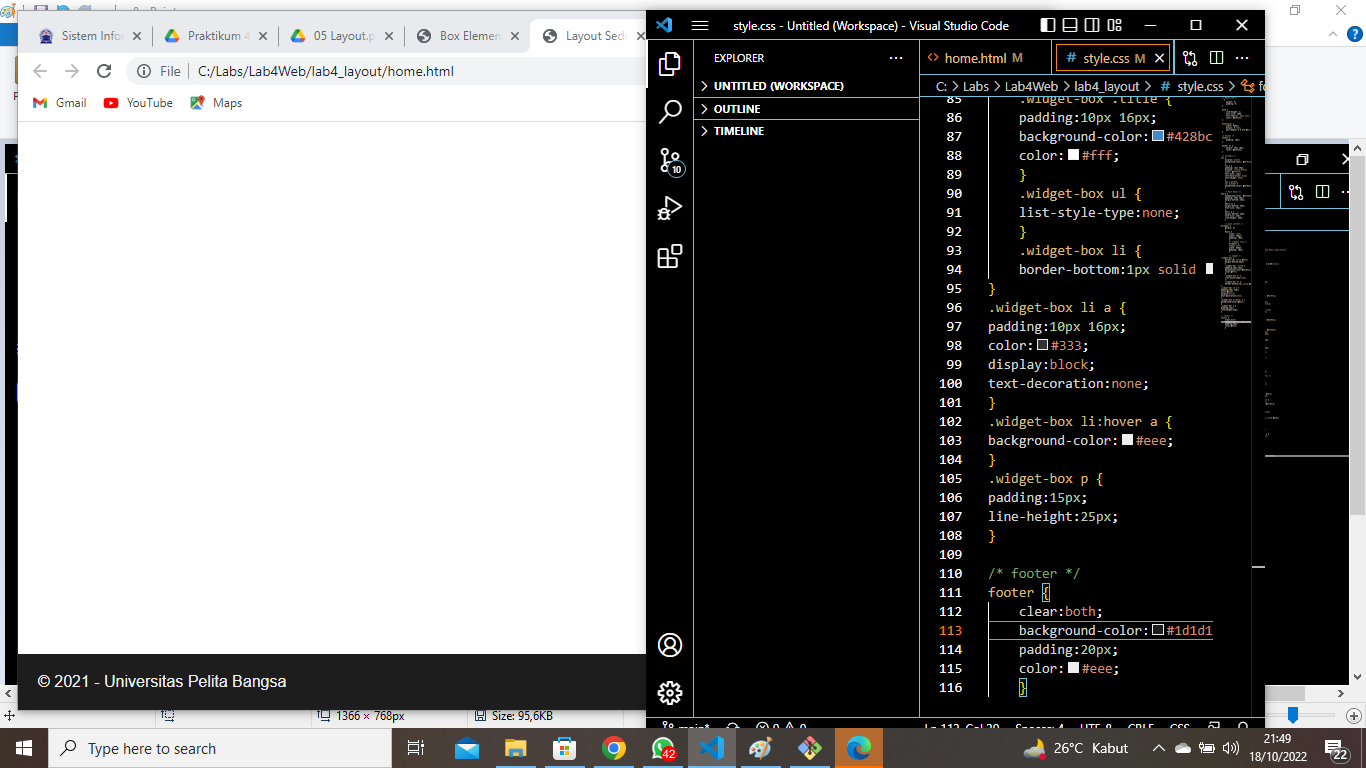 Sistem Infor
Praktikum 4
05 Layout.p
Box Elemen
Layout Sede
File
C:/Labs/Lab4Web/lab4_layout/home.html
Gmail
YouTube
Maps
© 2021 - Universitas Pelita Bangsa
style.css - Untitled (Workspace) - Visual Studio Code
EXPLORER
UNTITLED (WORKSPACE)
OUTLINE
TIMELINE
10
home.html M
# style.css M
C: > Labs > Lab4Web > lab4_layout > # style.css >
85 .widget-box .title {
86 padding:10px 16px;
87 background-color: #428bc
88 color: #fff;
89 }
90 .widget-box ul {
91 list-style-type:none;
92 }
93 .widget-box li {
94 border-bottom:1px solid
95 }
96 .widget-box li a {
97 padding:10px 16px;
98 color: #333;
99 display:block;
100 text-decoration:none;
101 }
102 .widget-box li:hover a {
103 background-color: #eee;
104 }
105 .widget-box p {
106 padding:15px;
107 line-height:25px;
108 }
109
110 /* footer */
111 footer {
112 clear:both;
113 background-color: #1d1d1
114 padding:20px;
115 color: #eee;
116 }
1366 × 768px
Size: 95,6KB
Type here to search
42
26°C Kabut
21:49
18/10/2022
22